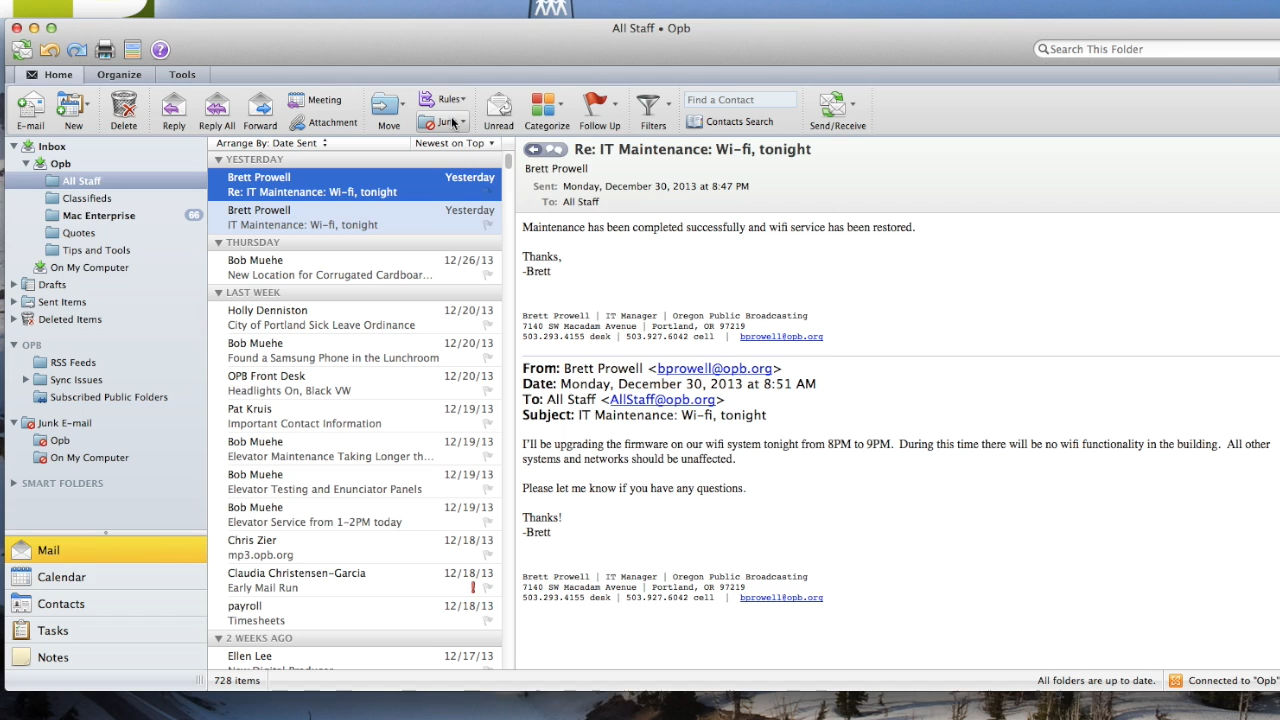 All Staff • Opb
Search This Folder
Home Organize Tools
E-mail New Delete Reply Reply All Forward Meeting Attachment Move Rules Junk Unread Categorize Follow Up Filters Find a Contact Contacts Search Send/Receive
Inbox
Opb
All Staff
Classifieds
Mac Enterprise 66
Quotes
Tips and Tools
On My Computer
Drafts
Sent Items
Deleted Items
OPB
RSS Feeds
Sync Issues
Subscribed Public Folders
Junk E-mail
Opb
On My Computer
SMART FOLDERS
Mail
Calendar
Contacts
Tasks
Notes
Arrange By: Date Sent Newest on Top
YESTERDAY
Brett Prowell Yesterday
Re: IT Maintenance: Wi-fi, tonight
Brett Prowell Yesterday
IT Maintenance: Wi-fi, tonight
THURSDAY
Bob Muehe 12/26/13
New Location for Corrugated Cardboar...
LAST WEEK
Holly Denniston 12/20/13
City of Portland Sick Leave Ordinance
Bob Muehe 12/20/13
Found a Samsung Phone in the Lunchroom
OPB Front Desk 12/20/13
Headlights On, Black VW
Pat Kruis 12/19/13
Important Contact Information
Bob Muehe 12/19/13
Elevator Maintenance Taking Longer th...
Bob Muehe 12/19/13
Elevator Testing and Enunciator Panels
Bob Muehe 12/19/13
Elevator Service from 1-2PM today
Chris Zier 12/18/13
mp3.opb.org
Claudia Christensen-Garcia 12/18/13
Early Mail Run
payroll 12/18/13
Timesheets
2 WEEKS AGO
Ellen Lee 12/17/13
728 items
Re: IT Maintenance: Wi-fi, tonight
Brett Prowell
Sent: Monday, December 30, 2013 at 8:47 PM
To: All Staff
Maintenance has been completed successfully and wifi service has been restored.
Thanks,
-Brett
Brett Prowell | IT Manager | Oregon Public Broadcasting
7140 SW Macadam Avenue | Portland, OR 97219
503.293.4155 desk | 503.927.6042 cell | bprowell@opb.org
From: Brett Prowell <bprowell@opb.org>
Date: Monday, December 30, 2013 at 8:51 AM
To: All Staff <AllStaff@opb.org>
Subject: IT Maintenance: Wi-fi, tonight
I'll be upgrading the firmware on our wifi system tonight from 8PM to 9PM. During this time there will be no wifi functionality in the building. All other
systems and networks should be unaffected.
Please let me know if you have any questions.
Thanks!
-Brett
Brett Prowell | IT Manager | Oregon Public Broadcasting
7140 SW Macadam Avenue | Portland, OR 97219
503.293.4155 desk | 503.927.6042 cell | bprowell@opb.org
All folders are up to date. Connected to "Opb"